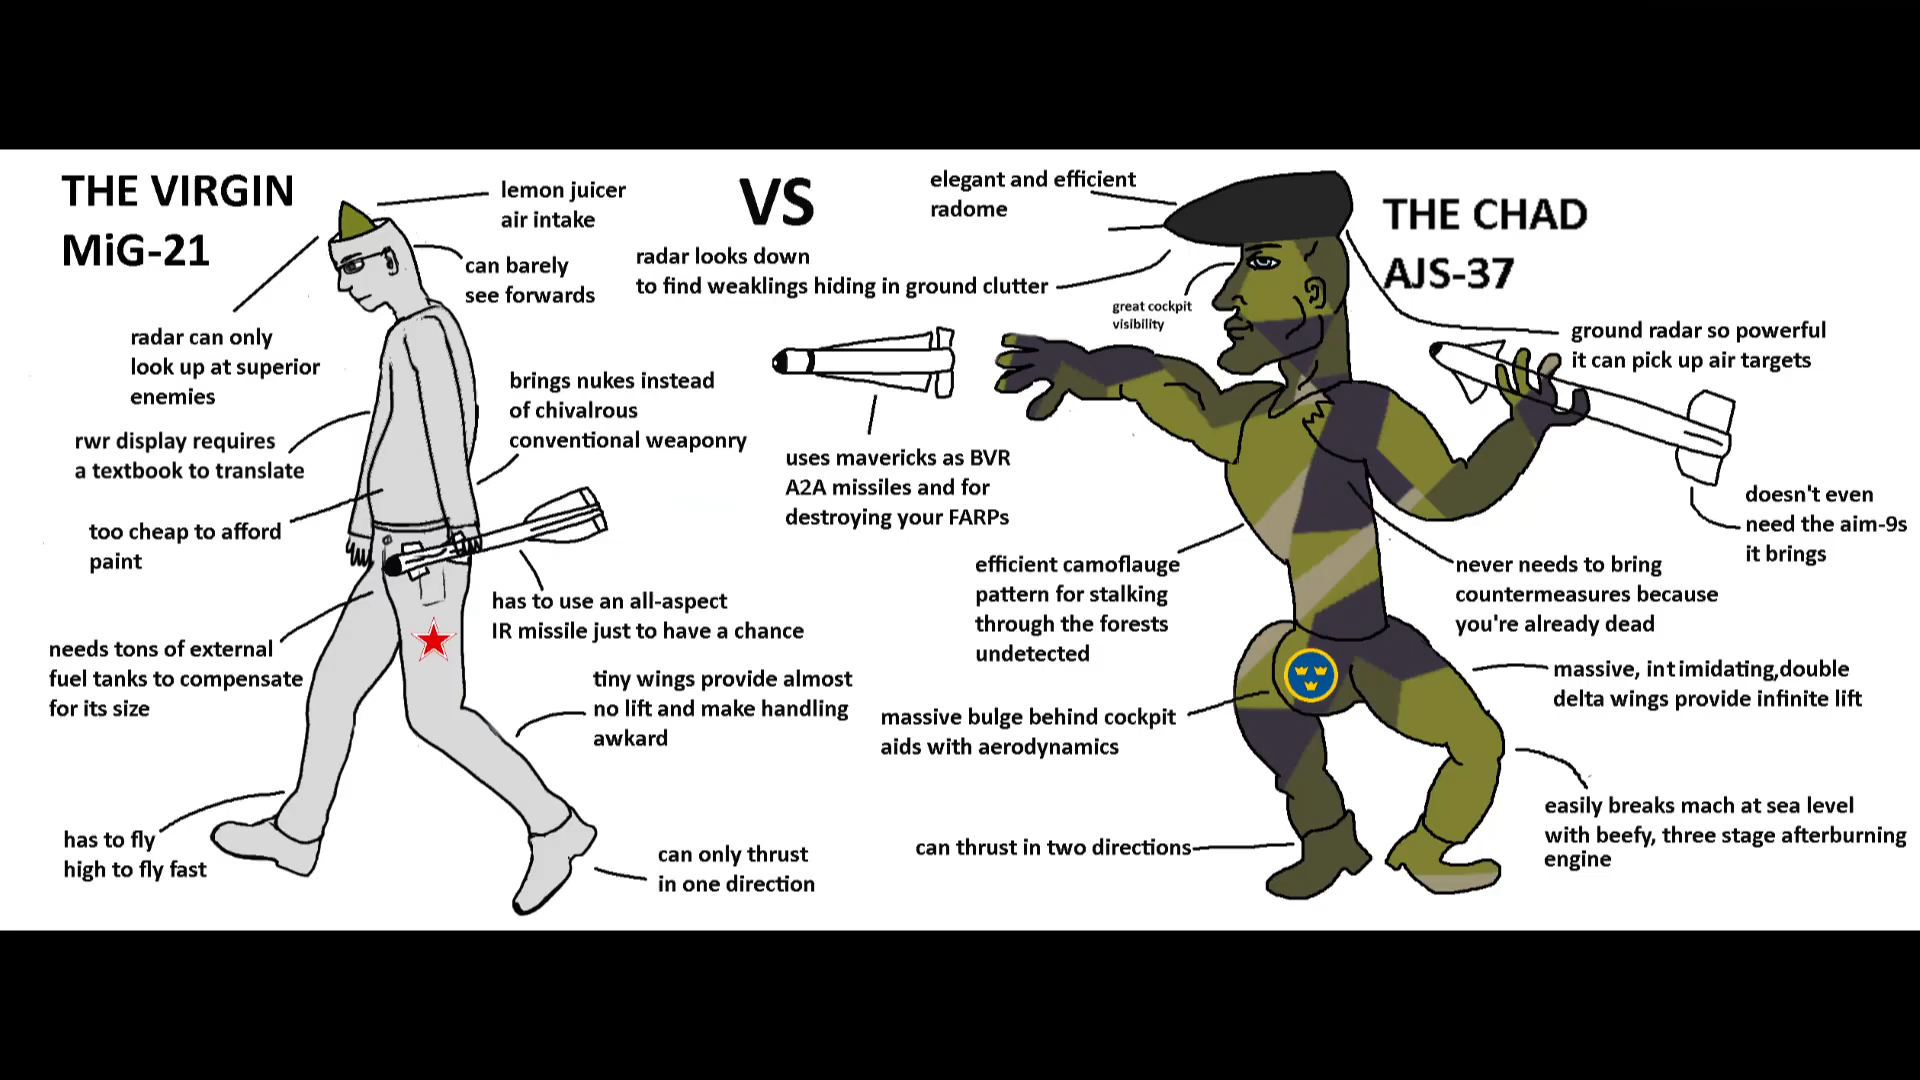 THE VIRGIN
MiG-21
lemon juicer
air intake
can barely
see forwards
radar can only
look up at superior
enemies
rwr display requires
a textbook to translate
brings nukes instead
of chivalrous
conventional weaponry
too cheap to afford
paint
has to use an all-aspect
IR missile just to have a chance
needs tons of external
fuel tanks to compensate
for its size
tiny wings provide almost
no lift and make handling
awkard
has to fly
high to fly fast
can only thrust
in one direction
VS
THE CHAD
AJS-37
elegant and efficient
radome
radar looks down
to find weaklings hiding in ground clutter
great cockpit
visibility
ground radar so powerful
it can pick up air targets
uses mavericks as BVR
A2A missiles and for
destroying your FARPs
doesn't even
need the aim-9s
it brings
efficient camoflauge
pattern for stalking
through the forests
undetected
never needs to bring
countermeasures because
you're already dead
massive bulge behind cockpit
aids with aerodynamics
massive, intimidating,double
delta wings provide infinite lift
can thrust in two directions
easily breaks mach at sea level
with beefy, three stage afterburning
engine